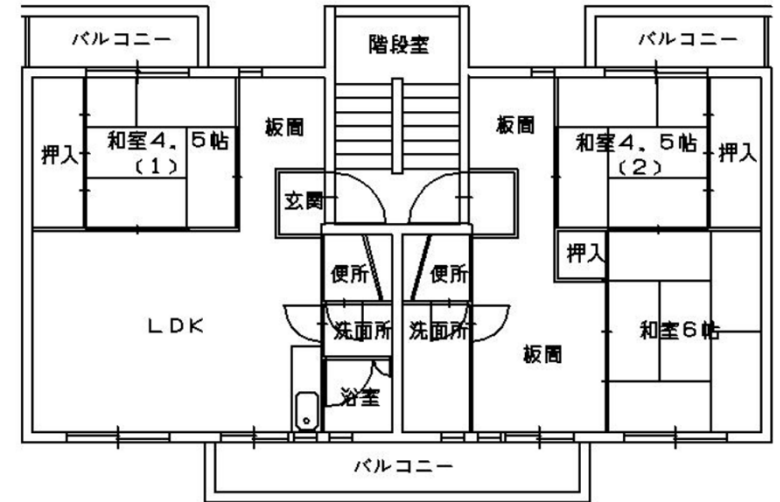 バルコニー
階段室
バルコニー
押入
和室4.5帖
(1)
板間
板間
和室4.5帖
(2)
押入
玄関
便所
便所
押入
LDK
洗面所
洗面所
板間
和室6帖
浴室
バルコニー